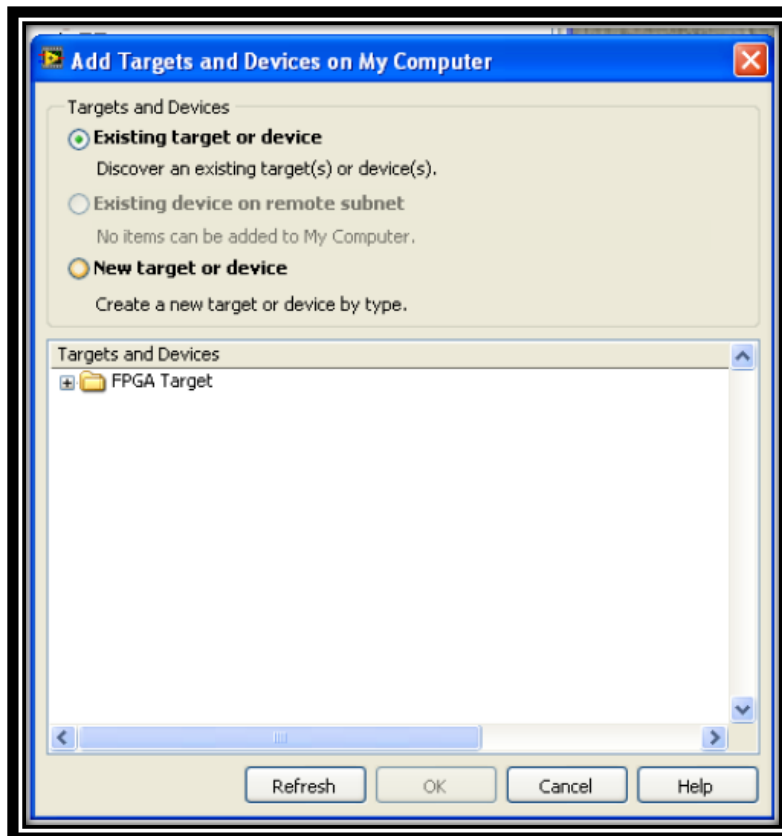 Add Targets and Devices on My Computer
Targets and Devices
Existing target or device
Discover an existing target(s) or device(s).
Existing device on remote subnet
No items can be added to My Computer.
New target or device
Create a new target or device by type.
Targets and Devices
FPGA Target
Refresh OK Cancel Help